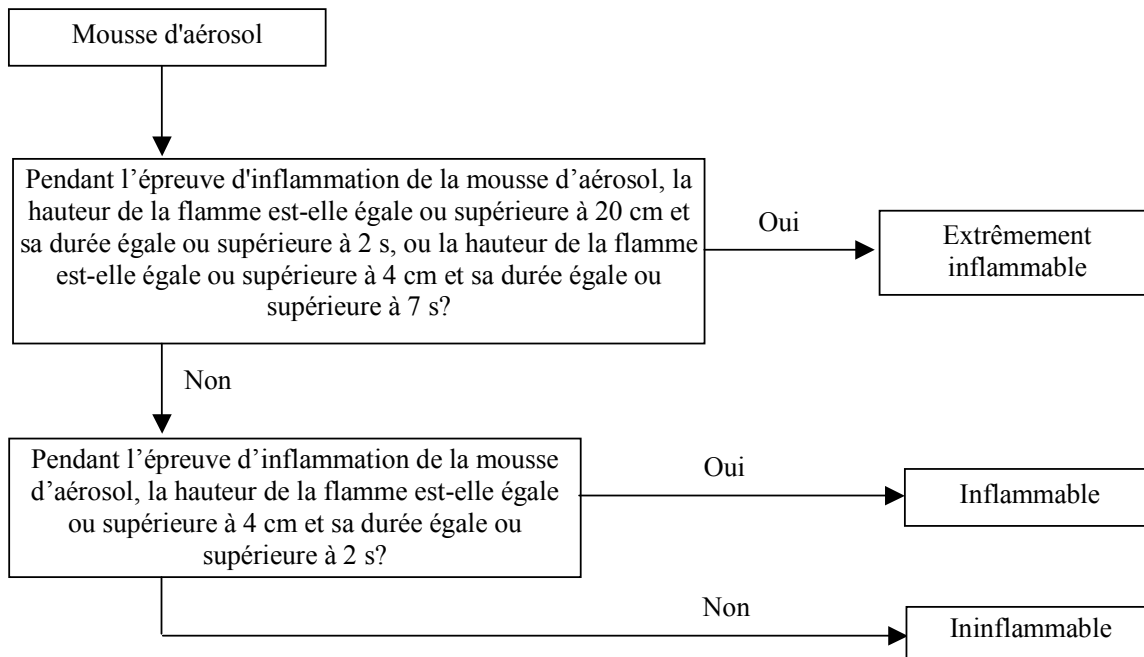 Mousse d'aérosol
Pendant l’épreuve d'inflammation de la mousse d’aérosol, la
hauteur de la flamme est-elle égale ou supérieure à 20 cm et
sa durée égale ou supérieure à 2 s, ou la hauteur de la flamme
est-elle égale ou supérieure à 4 cm et sa durée égale ou
supérieure à 7 s?
Oui
Extrêmement
inflammable
Non
Pendant l’épreuve d’inflammation de la mousse
d’aérosol, la hauteur de la flamme est-elle égale
ou supérieure à 4 cm et sa durée égale ou
supérieure à 2 s?
Oui
Inflammable
Non
Ininflammable